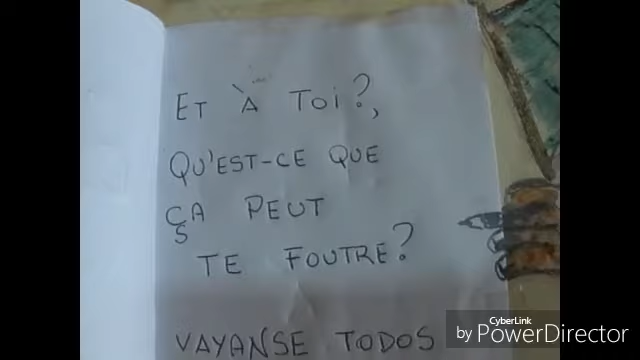 ET À TOI?,
QU'EST-CE QUE
ÇA PEUT
TE FOUTRE?
VAYANSE TODOS
CyberLink
by PowerDirector